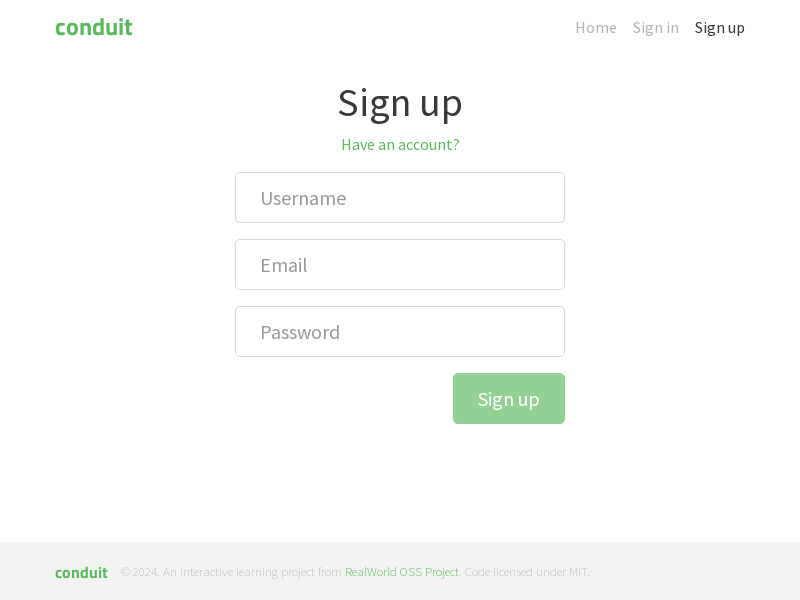 conduit
Home Sign in Sign up
Sign up
Have an account?
Username
Email
Password
Sign up
conduit © 2024. An interactive learning project from RealWorld OSS Project. Code licensed under MIT.